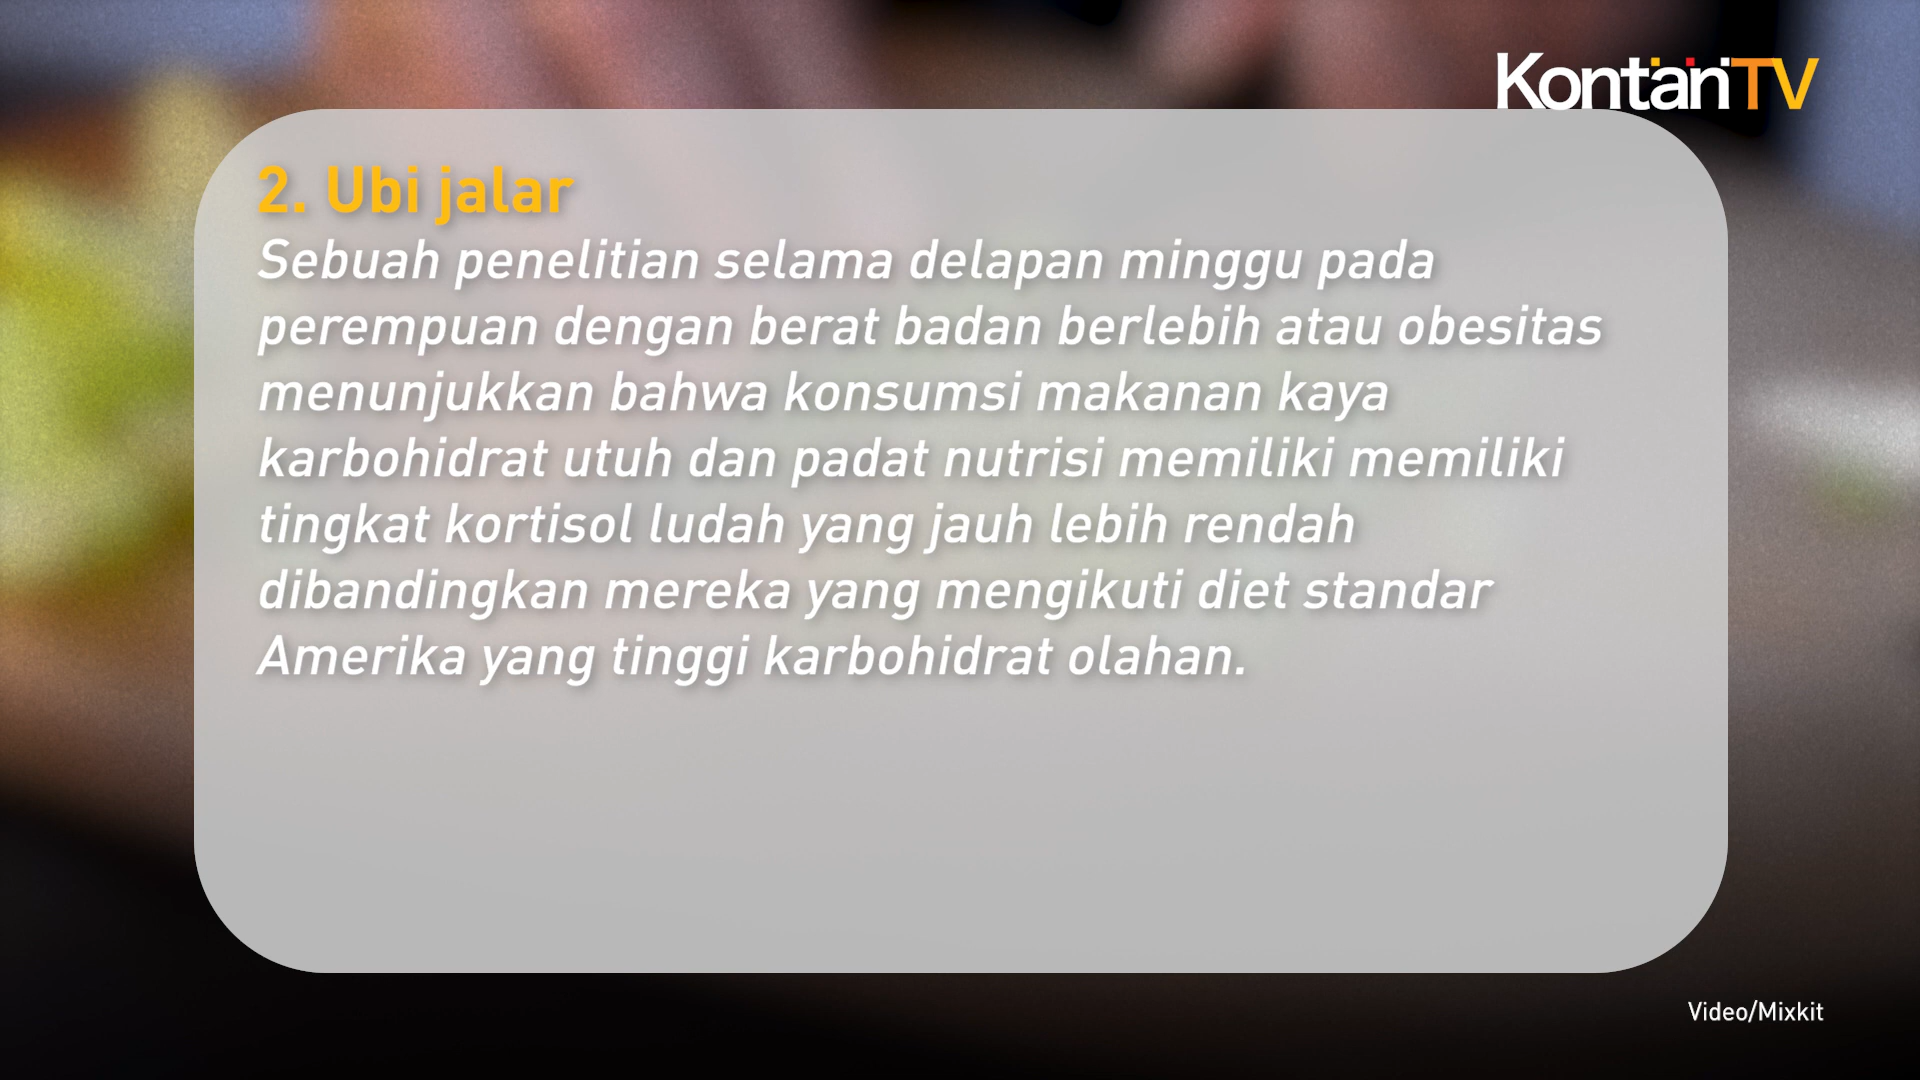 KontanTV
2. Ubi jalar
Sebuah penelitian selama delapan minggu pada
perempuan dengan berat badan berlebih atau obesitas
menunjukkan bahwa konsumsi makanan kaya
karbohidrat utuh dan padat nutrisi memiliki memiliki
tingkat kortisol ludah yang jauh lebih rendah
dibandingkan mereka yang mengikuti diet standar
Amerika yang tinggi karbohidrat olahan.
Video/Mixkit